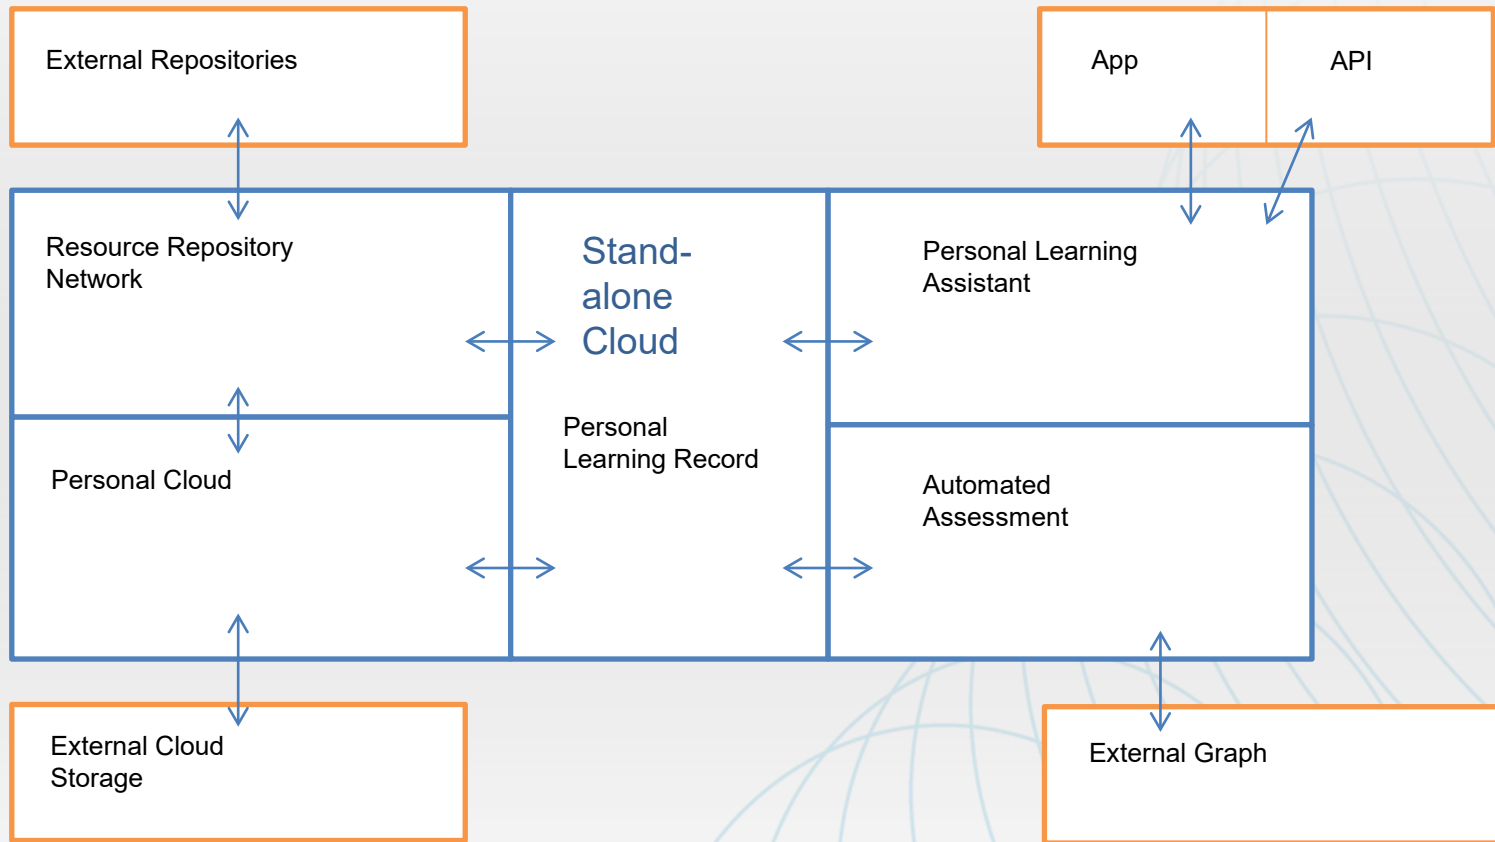 External Repositories
App
API
Resource Repository
Network
Stand-
alone
Cloud
Personal Learning
Assistant
Personal
Learning Record
Personal Cloud
Automated
Assessment
External Cloud
Storage
External Graph